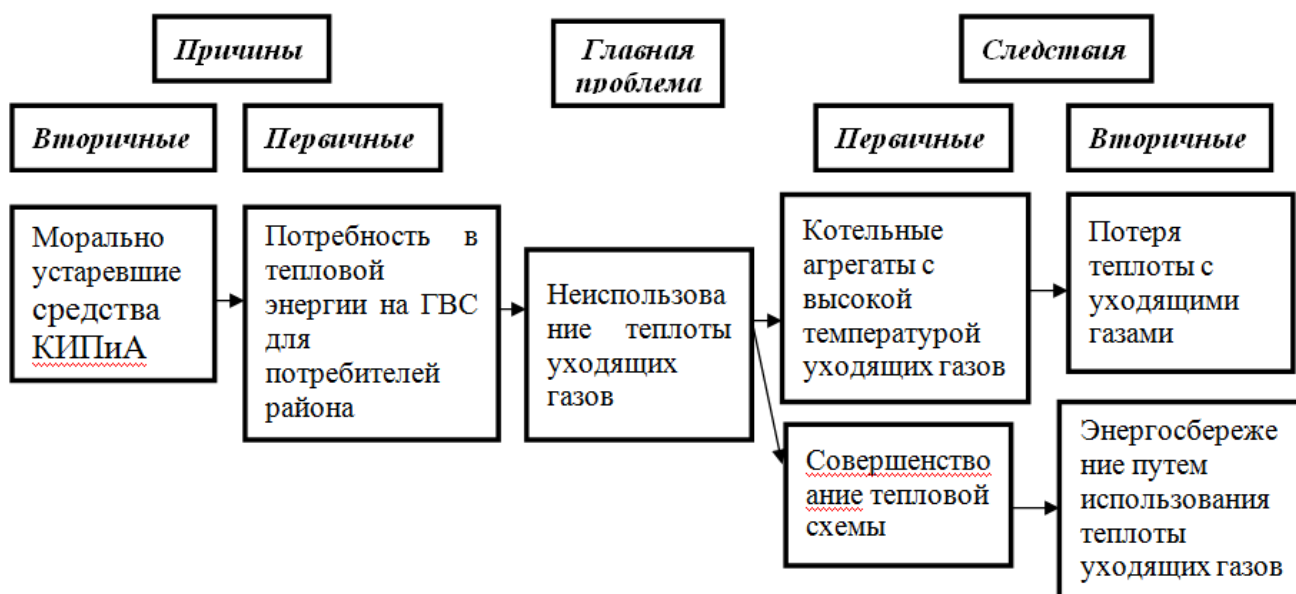 Причины
Главная
проблема
Следствия
Вторичные
Первичные
Первичные
Вторичные
Морально
устаревшие
средства
КИПиА
Потребность в
тепловой
энергии на ГВС
для
потребителей
района
Неиспользова
ние теплоты
уходящих
газов
Котельные
агрегаты с
высокой
температурой
уходящих газов
Потеря
теплоты с
уходящими
газами
Совершенство
ание тепловой
схемы
Энергосбереже
ние путем
использования
теплоты
уходящих газов